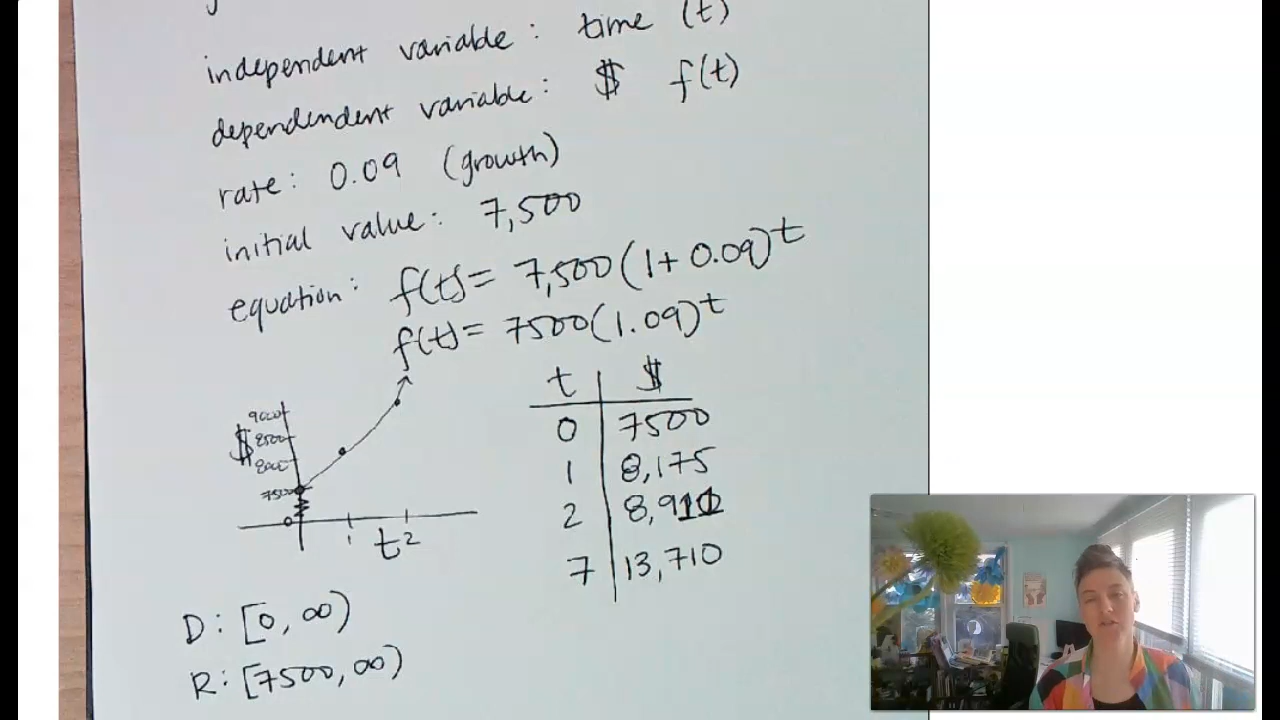 independent variable: time (t)
dependendent variable: $ f(t)
rate: 0.09 (growth)
initial value: 7,500
equation: f(t)= 7,500(1+0.09)^t
f(t)= 7500(1.09)^t
9000
$ 8500
8000
7500
0
1 t 2
t | $
0 | 7500
1 | 8,175
2 | 8,910
7 | 13,710
D: [0, ∞)
R: [7500, ∞)